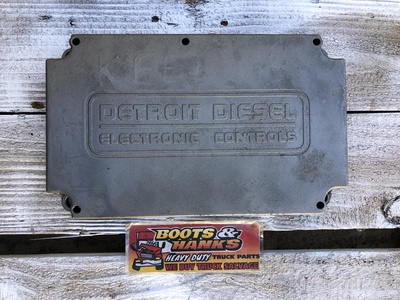 DETROIT DIESEL
ELECTRONIC CONTROLS
BOOTS &
HANKS
HEAVY DUTY TRUCK PARTS
WE BUY TRUCK SALVAGE